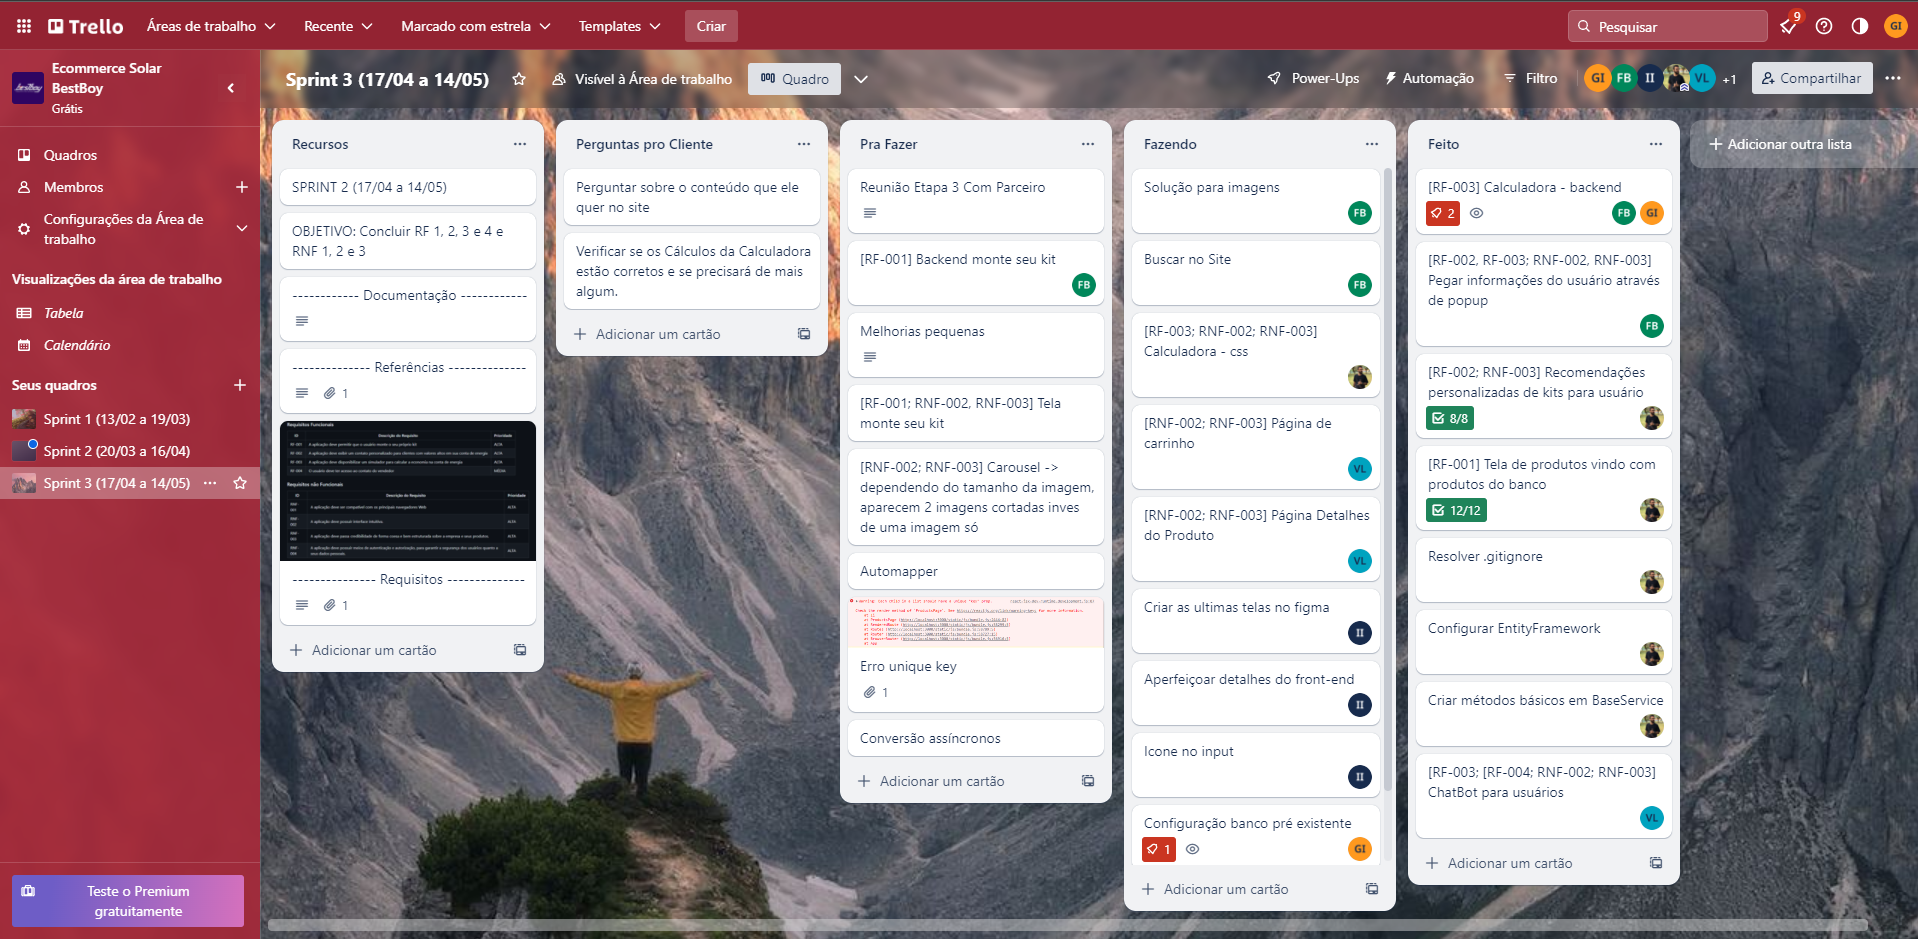 Trello
Áreas de trabalho
Recente
Marcado com estrela
Templates
Criar
Pesquisar
9
GI
Ecommerce Solar
BestBoy
Grátis
Sprint 3 (17/04 a 14/05)
Visível à Área de trabalho
Quadro
Power-Ups
Automação
Filtro
GI
FB
II
VL
+1
Compartilhar
Quadros
Membros
Configurações da Área de
trabalho
Visualizações da área de trabalho
Tabela
Calendário
Seus quadros
Sprint 1 (13/02 a 19/03)
Sprint 2 (20/03 a 16/04)
Sprint 3 (17/04 a 14/05)
Teste o Premium
gratuitamente
Recursos
SPRINT 2 (17/04 a 14/05)
OBJETIVO: Concluir RF 1, 2, 3 e 4 e
RNF 1, 2 e 3
------------ Documentação ------------
-------------- Referências --------------
1
Requisitos Funcionais
Requisitos não Funcionais
--------------- Requisitos --------------
1
Adicionar um cartão
Perguntas pro Cliente
Perguntar sobre o conteúdo que ele
quer no site
Verificar se os Cálculos da Calculadora
estão corretos e se precisará de mais
algum.
Adicionar um cartão
Pra Fazer
Reunião Etapa 3 Com Parceiro
[RF-001] Backend monte seu kit
FB
Melhorias pequenas
[RF-001; RNF-002, RNF-003] Tela
monte seu kit
[RNF-002; RNF-003] Carousel ->
dependendo do tamanho da imagem,
aparecem 2 imagens cortadas inves
de uma imagem só
Automapper
Erro unique key
1
Conversão assíncronos
Adicionar um cartão
Fazendo
Solução para imagens
FB
Buscar no Site
FB
[RF-003; RNF-002; RNF-003]
Calculadora - css
[RNF-002; RNF-003] Página de
carrinho
VL
[RNF-002; RNF-003] Página Detalhes
do Produto
VL
Criar as ultimas telas no figma
II
Aperfeiçoar detalhes do front-end
II
Icone no input
II
Configuração banco pré existente
1
GI
Adicionar um cartão
Feito
[RF-003] Calculadora - backend
2
FB
GI
[RF-002, RF-003; RNF-002, RNF-003]
Pegar informações do usuário através
de popup
FB
[RF-002; RNF-003] Recomendações
personalizadas de kits para usuário
8/8
[RF-001] Tela de produtos vindo com
produtos do banco
12/12
Resolver .gitignore
Configurar EntityFramework
Criar métodos básicos em BaseService
[RF-003; [RF-004; RNF-002; RNF-003]
ChatBot para usuários
VL
Adicionar um cartão
Adicionar outra lista